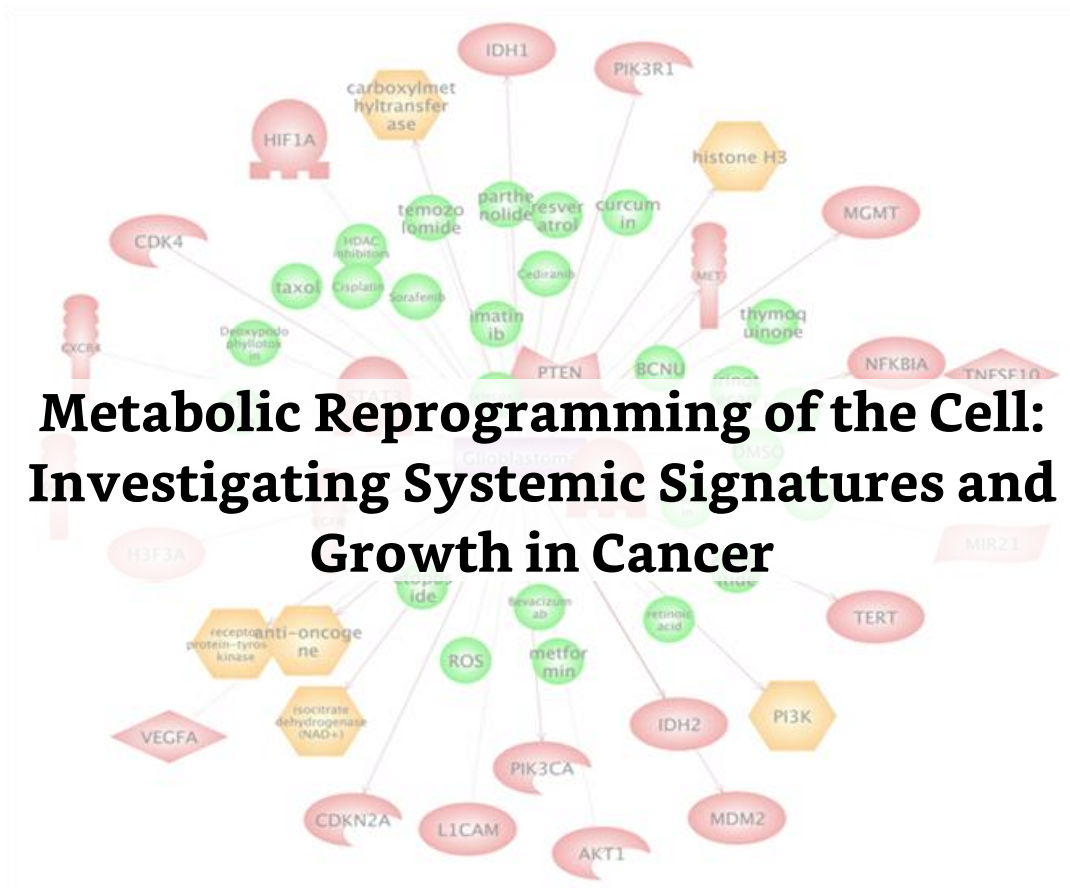 IDH1
PIK3R1
carboxylmet
hyltransfer
ase
HIF1A
histone H3
MGMT
parthe
nolide
resver
atrol
curcum
in
temozo
lomide
CDK4
HDAC
inhibitors
MET
Cediranib
taxol
Cisplatin
Sorafenib
imatin
ib
thymoq
uinone
Deoxypodo
phyllotox
in
CXCR4
PTEN
BCNU
NFKBIA
TNFSF10
Metabolic Reprogramming of the Cell:
Investigating Systemic Signatures and
Growth in Cancer
STAT3
Glioblastoma
DMSO
H3F3A
MIR21
ide
Bevacizum
ab
retinoic
acid
TERT
receptor
protein-tyros
kinase
anti-oncoge
ne
ROS
metfor
min
isocitrate
dehydrogenase
(NAD+)
VEGFA
IDH2
PI3K
PIK3CA
CDKN2A
L1CAM
MDM2
AKT1